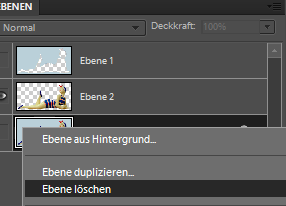 EBENEN
Normal Deckkraft: 100%
Ebene 1
Ebene 2
Ebene aus Hintergrund...
Ebene duplizieren...
Ebene löschen